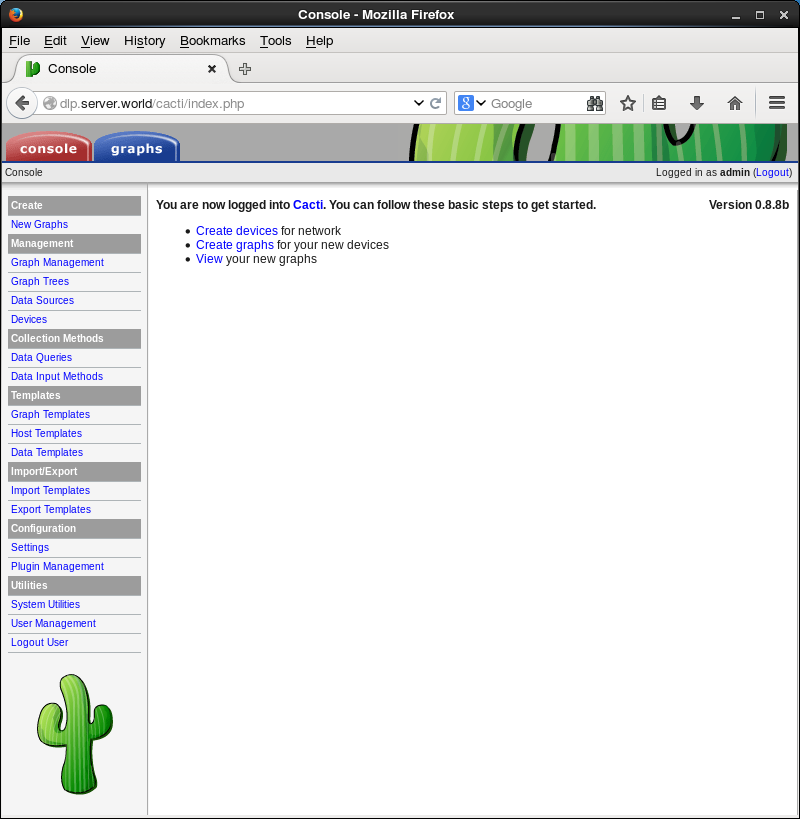 Console - Mozilla Firefox
File Edit View History Bookmarks Tools Help
Console
dlp.server.world/cacti/index.php
Google
console graphs
Console Logged in as admin (Logout)
Create
New Graphs
Management
Graph Management
Graph Trees
Data Sources
Devices
Collection Methods
Data Queries
Data Input Methods
Templates
Graph Templates
Host Templates
Data Templates
Import/Export
Import Templates
Export Templates
Configuration
Settings
Plugin Management
Utilities
System Utilities
User Management
Logout User
You are now logged into Cacti. You can follow these basic steps to get started. Version 0.8.8b
• Create devices for network
• Create graphs for your new devices
• View your new graphs